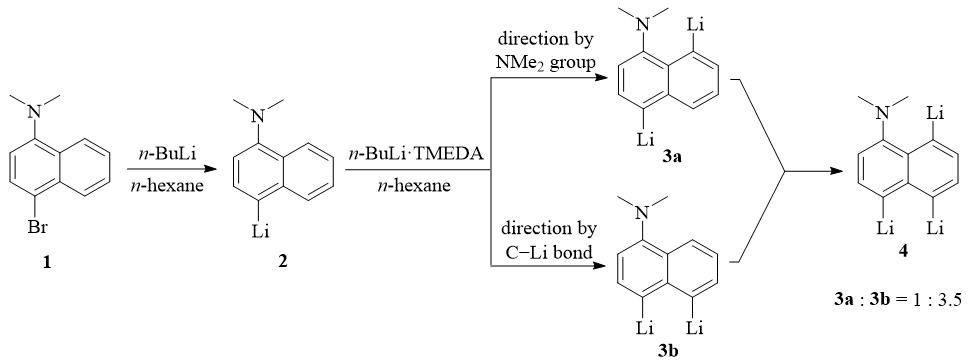 N
Br
1
n-BuLi
n-hexane
N
Li
2
n-BuLi·TMEDA
n-hexane
direction by
NMe2 group
N
Li
Li
3a
direction by
C−Li bond
N
Li
Li
3b
N
Li
Li
Li
4
3a : 3b = 1 : 3.5